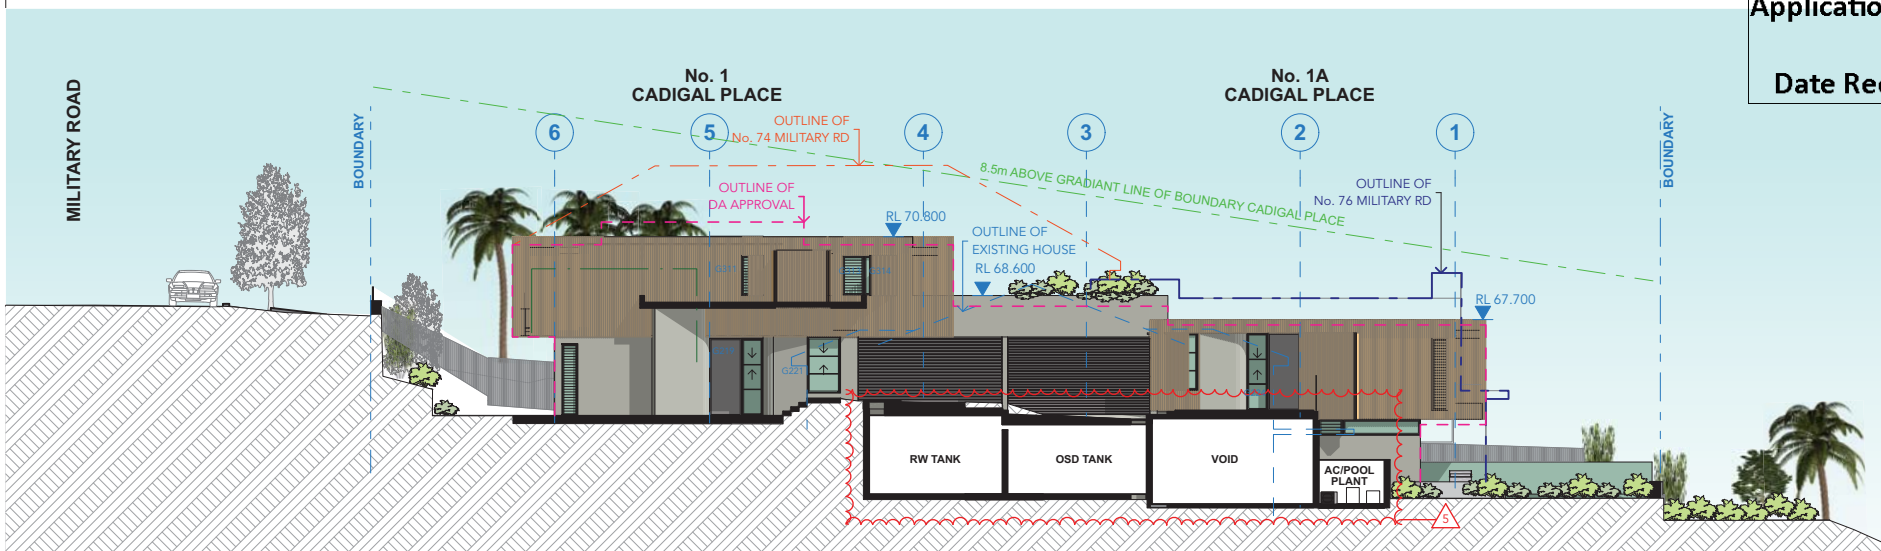 Applicatio
Date Rec
MILITARY ROAD
BOUNDARY
No. 1
CADIGAL PLACE
No. 1A
CADIGAL PLACE
BOUNDARY
6
5
4
3
2
1
OUTLINE OF
No. 74 MILITARY RD
8.5m ABOVE GRADIANT LINE OF BOUNDARY CADIGAL PLACE
OUTLINE OF
DA APPROVAL
OUTLINE OF
No. 76 MILITARY RD
RL 70.800
OUTLINE OF
EXISTING HOUSE
RL 68.600
RL 67.700
G221
RW TANK
OSD TANK
VOID
AC/POOL
PLANT
5